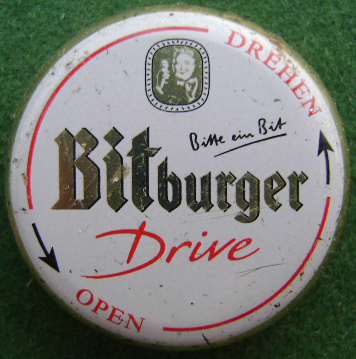 DREHEN
Bitte ein Bit
Bitburger
Drive
OPEN